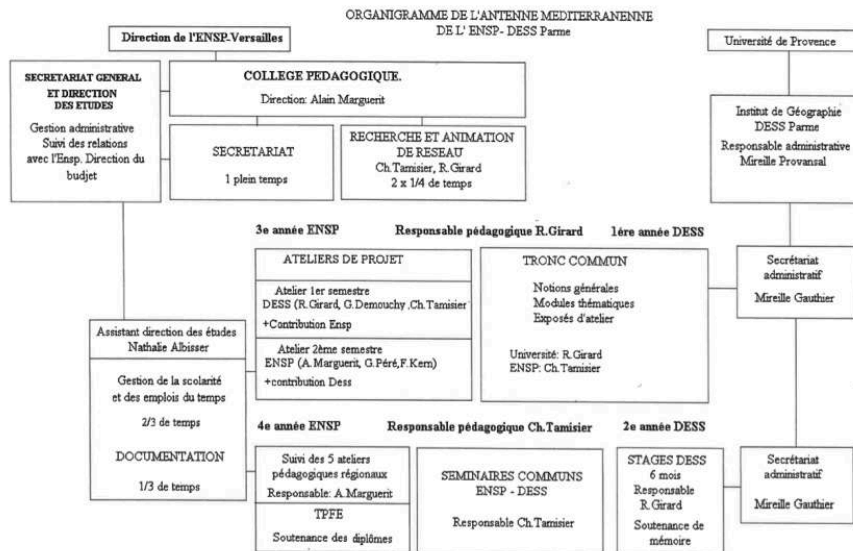 ORGANIGRAMME DE L'ANTENNE MEDITERRANENNE
DE L' ENSP- DESS Parme
Direction de l'ENSP-Versailles
Université de Provence
SECRETARIAT GENERAL
ET DIRECTION
DES ETUDES
Gestion administrative
Suivi des relations
avec l'Ensp. Direction du
budjet
COLLEGE PEDAGOGIQUE.
Direction: Alain Marguerit
SECRETARIAT
1 plein temps
RECHERCHE ET ANIMATION
DE RESEAU
Ch.Tamisier, R.Girard
2 x 1/4 de temps
Institut de Géographie
DESS Parme
Responsable administrative
Mireille Provansal
3e année ENSP
Responsable pédagogique R.Girard
1ére année DESS
ATELIERS DE PROJET
Atelier 1er semestre
DESS (R.Girard, G.Demouchy ,Ch.Tamisier
+Contribution Ensp
Atelier 2ème semestre
ENSP (A.Marguerit, G.Péré,F.Kern)
+contribution Dess
TRONC COMMUN
Notions générales
Modules thématiques
Exposés d'atelier
Université: R.Girard
ENSP: Ch.Tamisier
Secrétariat
administratif
Mireille Gauthier
Assistant direction des études
Nathalie Albisser
Gestion de la scolarité
et des emplois du temps
2/3 de temps
DOCUMENTATION
1/3 de temps
4e année ENSP
Responsable pédagogique Ch.Tamisier
2e année DESS
Suivi des 5 ateliers
pédagogiques régionaux
Responsable: A.Marguerit
TPFE
Soutenance des diplômes
SEMINAIRES COMMUNS
ENSP - DESS
Responsable Ch.Tamisier
STAGES DESS
6 mois
Responsable
R.Girard
Soutenance de
mémoire
Secrétariat
administratif
Mireille Gauthier